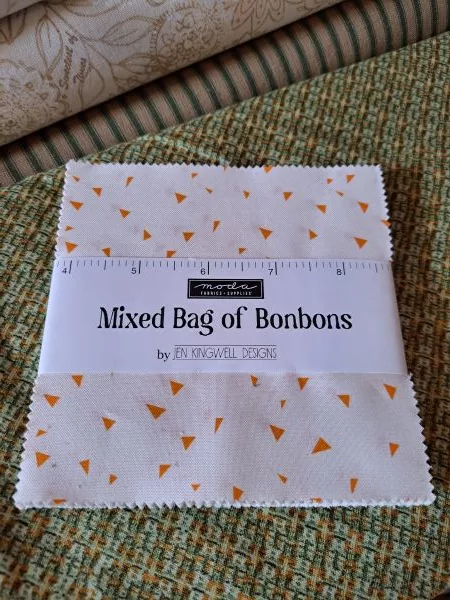 4 5 6 7 8
moda
FABRICS + SUPPLIES
Mixed Bag of Bonbons
by JEN KINGWELL DESIGNS